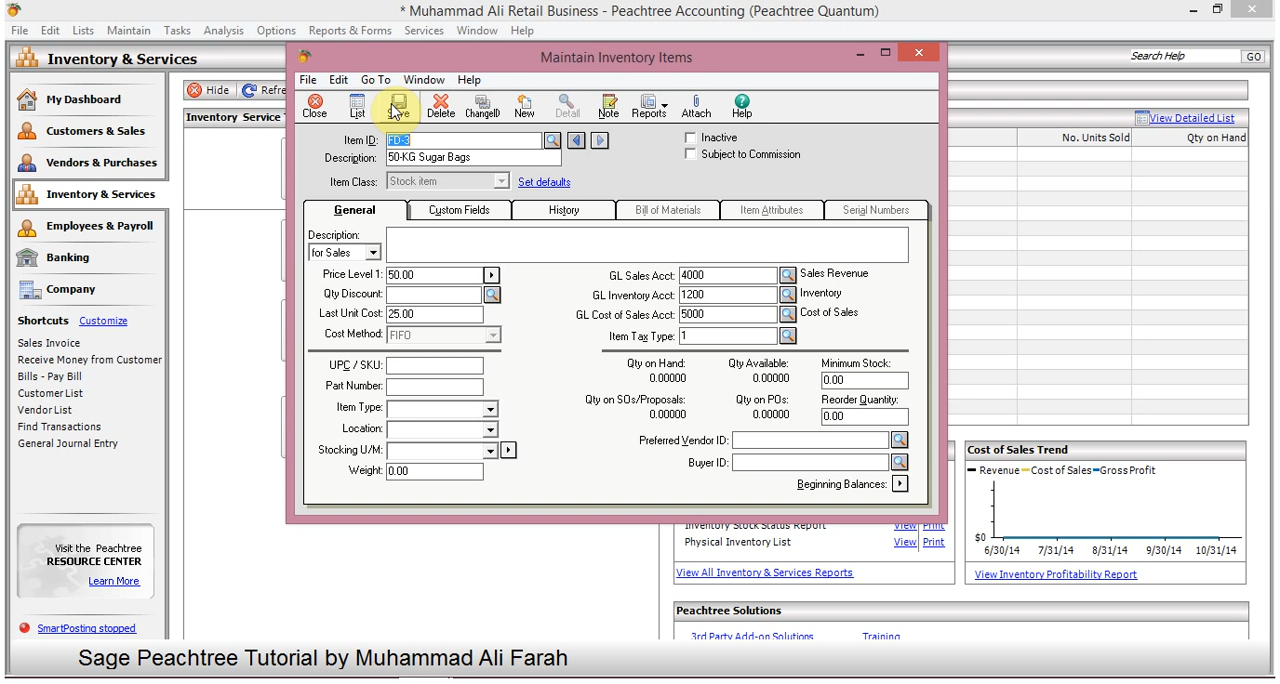 * Muhammad Ali Retail Business - Peachtree Accounting (Peachtree Quantum)
File Edit Lists Maintain Tasks Analysis Options Reports & Forms Services Window Help
Inventory & Services
Search Help GO
My Dashboard
Customers & Sales
Vendors & Purchases
Inventory & Services
Employees & Payroll
Banking
Company
Shortcuts Customize
Sales Invoice
Receive Money from Customer
Bills - Pay Bill
Customer List
Vendor List
Find Transactions
General Journal Entry
Visit the Peachtree
RESOURCE CENTER
Learn More
SmartPosting stopped
Hide
Inventory Service
Maintain Inventory Items
File Edit Go To Window Help
Close List Save Delete ChangeID New Detail Note Reports Attach Help
Item ID: FD-3
Description: 50-KG Sugar Bags
Item Class: Stock item Set defaults
Inactive
Subject to Commission
General Custom Fields History Bill of Materials Item Attributes Serial Numbers
Description:
for Sales
Price Level 1: 50.00
Qty Discount:
Last Unit Cost: 25.00
Cost Method: FIFO
GL Sales Acct: 4000 Sales Revenue
GL Inventory Acct: 1200 Inventory
GL Cost of Sales Acct: 5000 Cost of Sales
Item Tax Type: 1
UPC / SKU:
Part Number:
Item Type:
Location:
Stocking U/M:
Weight: 0.00
Qty on Hand: Qty Available: Minimum Stock:
0.00000 0.00000 0.00
Qty on SOs/Proposals: Qty on POs: Reorder Quantity:
0.00000 0.00000 0.00
Preferred Vendor ID:
Buyer ID:
Beginning Balances:
View Detailed List
No. Units Sold Qty on Hand
Inventory Stock Status Report View Print
Physical Inventory List View Print
View All Inventory & Services Reports
Cost of Sales Trend
Revenue Cost of Sales Gross Profit
$0
6/30/14 7/31/14 8/31/14 9/30/14 10/31/14
View Inventory Profitability Report
Peachtree Solutions
3rd Party Add-on Solutions Training
Sage Peachtree Tutorial by Muhammad Ali Farah